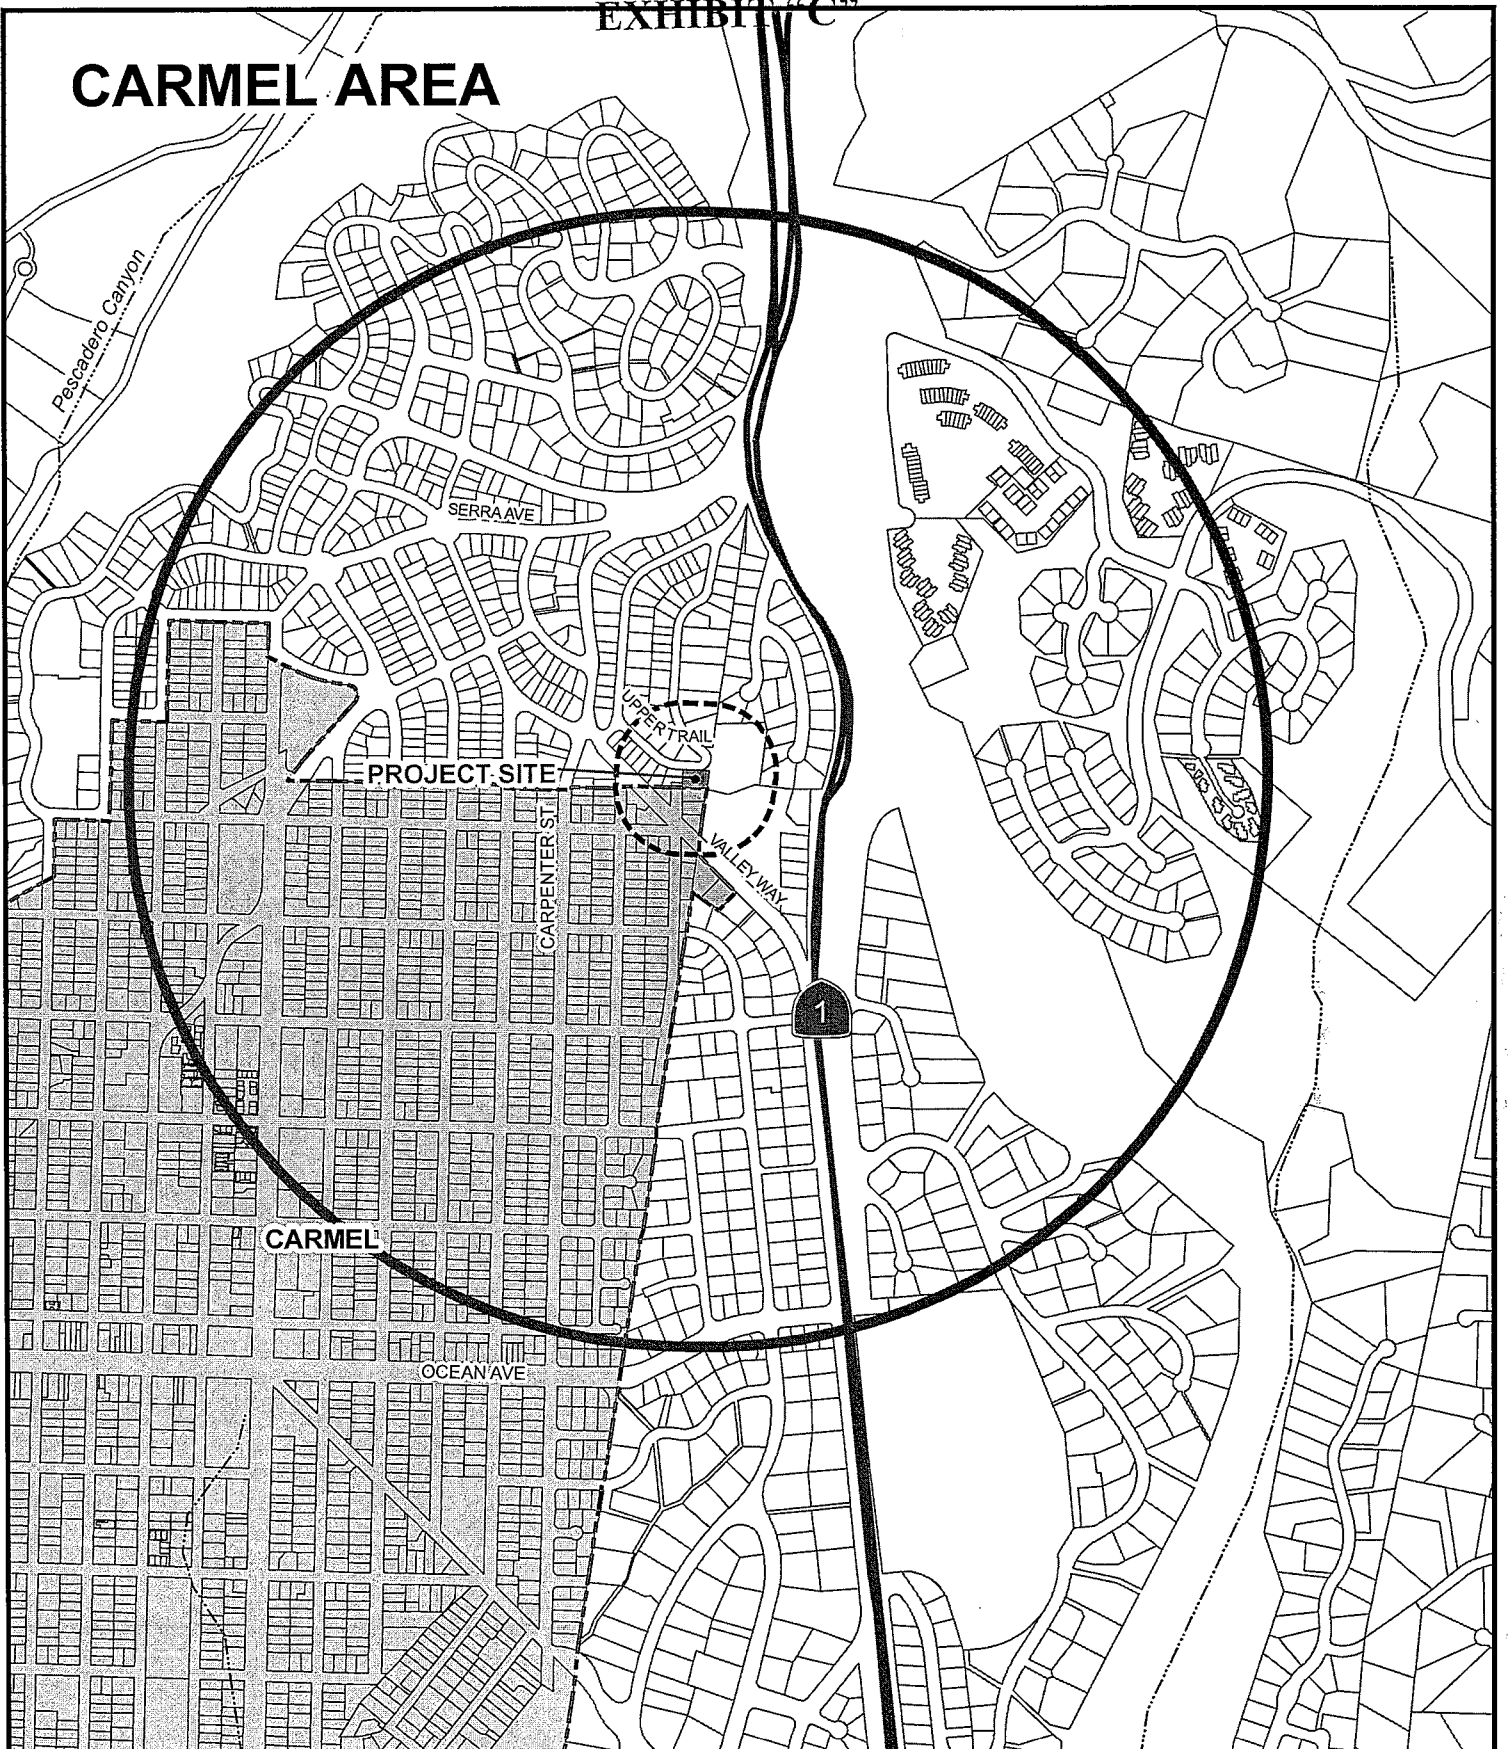 EXHIBIT "C"
CARMEL AREA
Pescadero Canyon
SERRA AVE
UPPER TRAIL
PROJECT SITE
CARPENTER ST
VALLEY WAY
1
CARMEL
OCEAN AVE